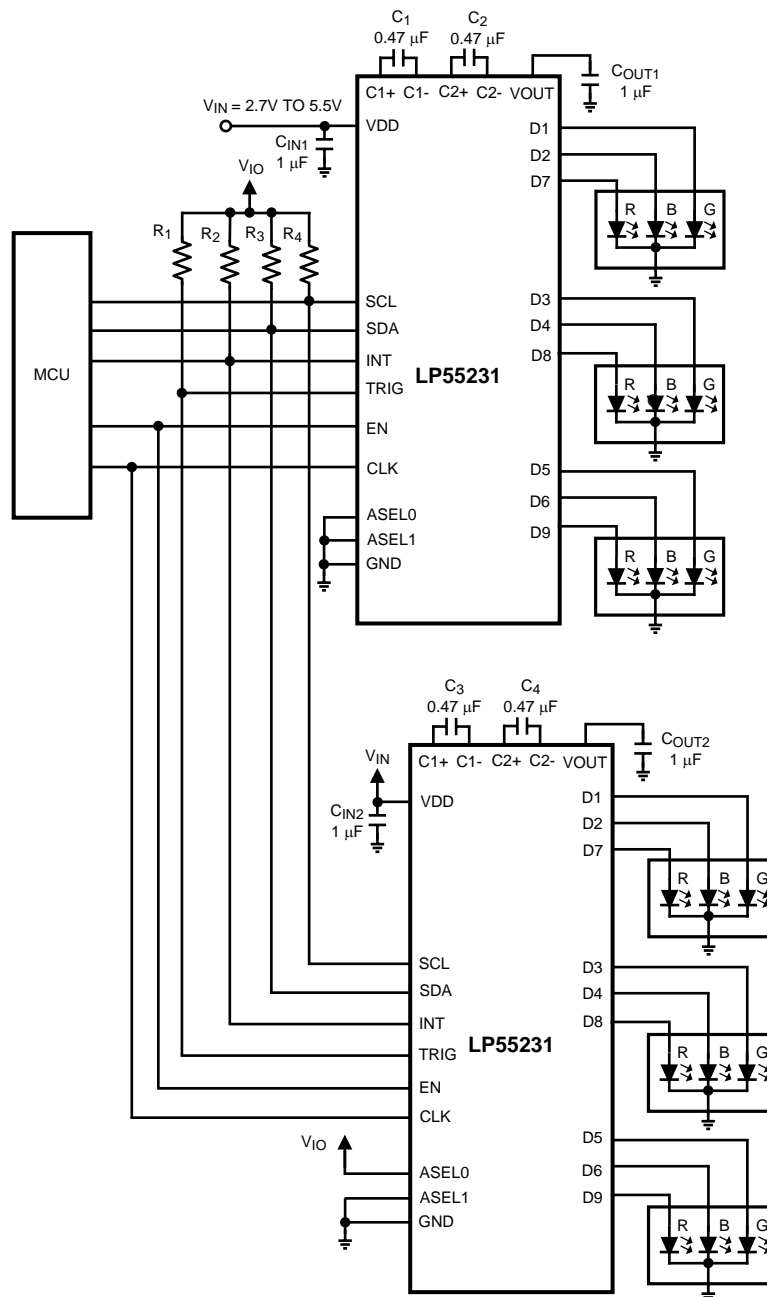 C1
0.47 μF
C2
0.47 μF
COUT1
1 μF
C1+ C1- C2+ C2- VOUT
VIN = 2.7V TO 5.5V
VDD
CIN1
1 μF
VIO
R1
R2
R3
R4
MCU
SCL
SDA
INT
TRIG
EN
CLK
ASEL0
ASEL1
GND
LP55231
D1
D2
D7
R B G
D3
D4
D8
R B G
D5
D6
D9
R B G
C3
0.47 μF
C4
0.47 μF
COUT2
1 μF
C1+ C1- C2+ C2- VOUT
VIN
VDD
CIN2
1 μF
SCL
SDA
INT
TRIG
EN
CLK
VIO
ASEL0
ASEL1
GND
LP55231
D1
D2
D7
R B G
D3
D4
D8
R B G
D5
D6
D9
R B G